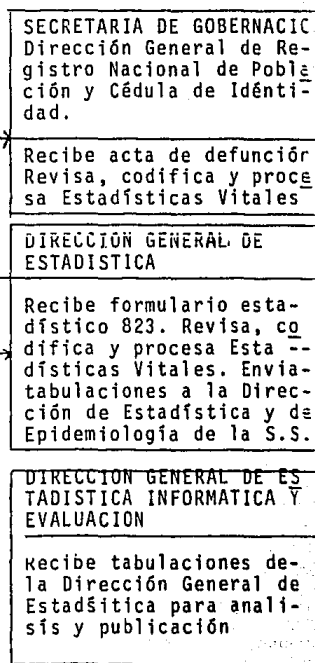 SECRETARIA DE GOBERNACIC
Dirección General de Re-
gistro Nacional de Pobla
ción y Cédula de Idénti-
dad.
Recibe acta de defunción
Revisa, codifica y proce
sa Estadísticas Vitales
DIRECCION GENERAL DE
ESTADISTICA
Recibe formulario esta-
dístico 823. Revisa, co
difica y procesa Esta --
dísticas Vitales. Envia-
tabulaciones a la Direc-
ción de Estadística y de
Epidemiología de la S.S.
DIRECCION GENERAL DE ES
TADISTICA INFORMATICA Y
EVALUACION
Recibe tabulaciones de-
la Dirección General de
Estadśitica para anali-
sís y publicación